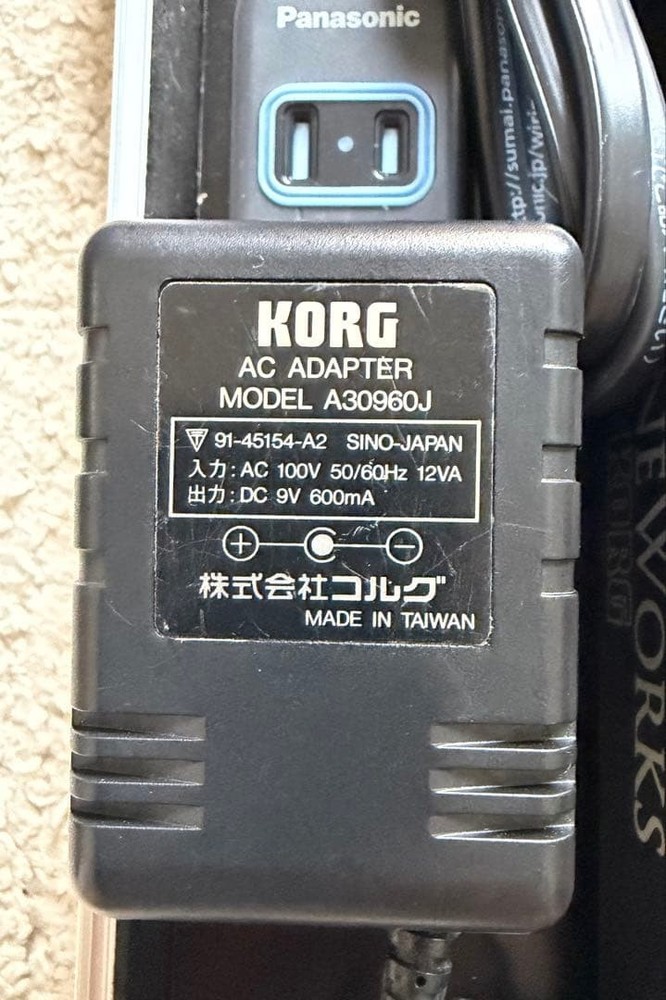 Panasonic
KORG
AC ADAPTER
MODEL A30960J
91-45154-A2 SINO-JAPAN
入力:AC 100V 50/60Hz 12VA
出力:DC 9V 600mA
株式会社コルグ
MADE IN TAIWAN
EWORKS